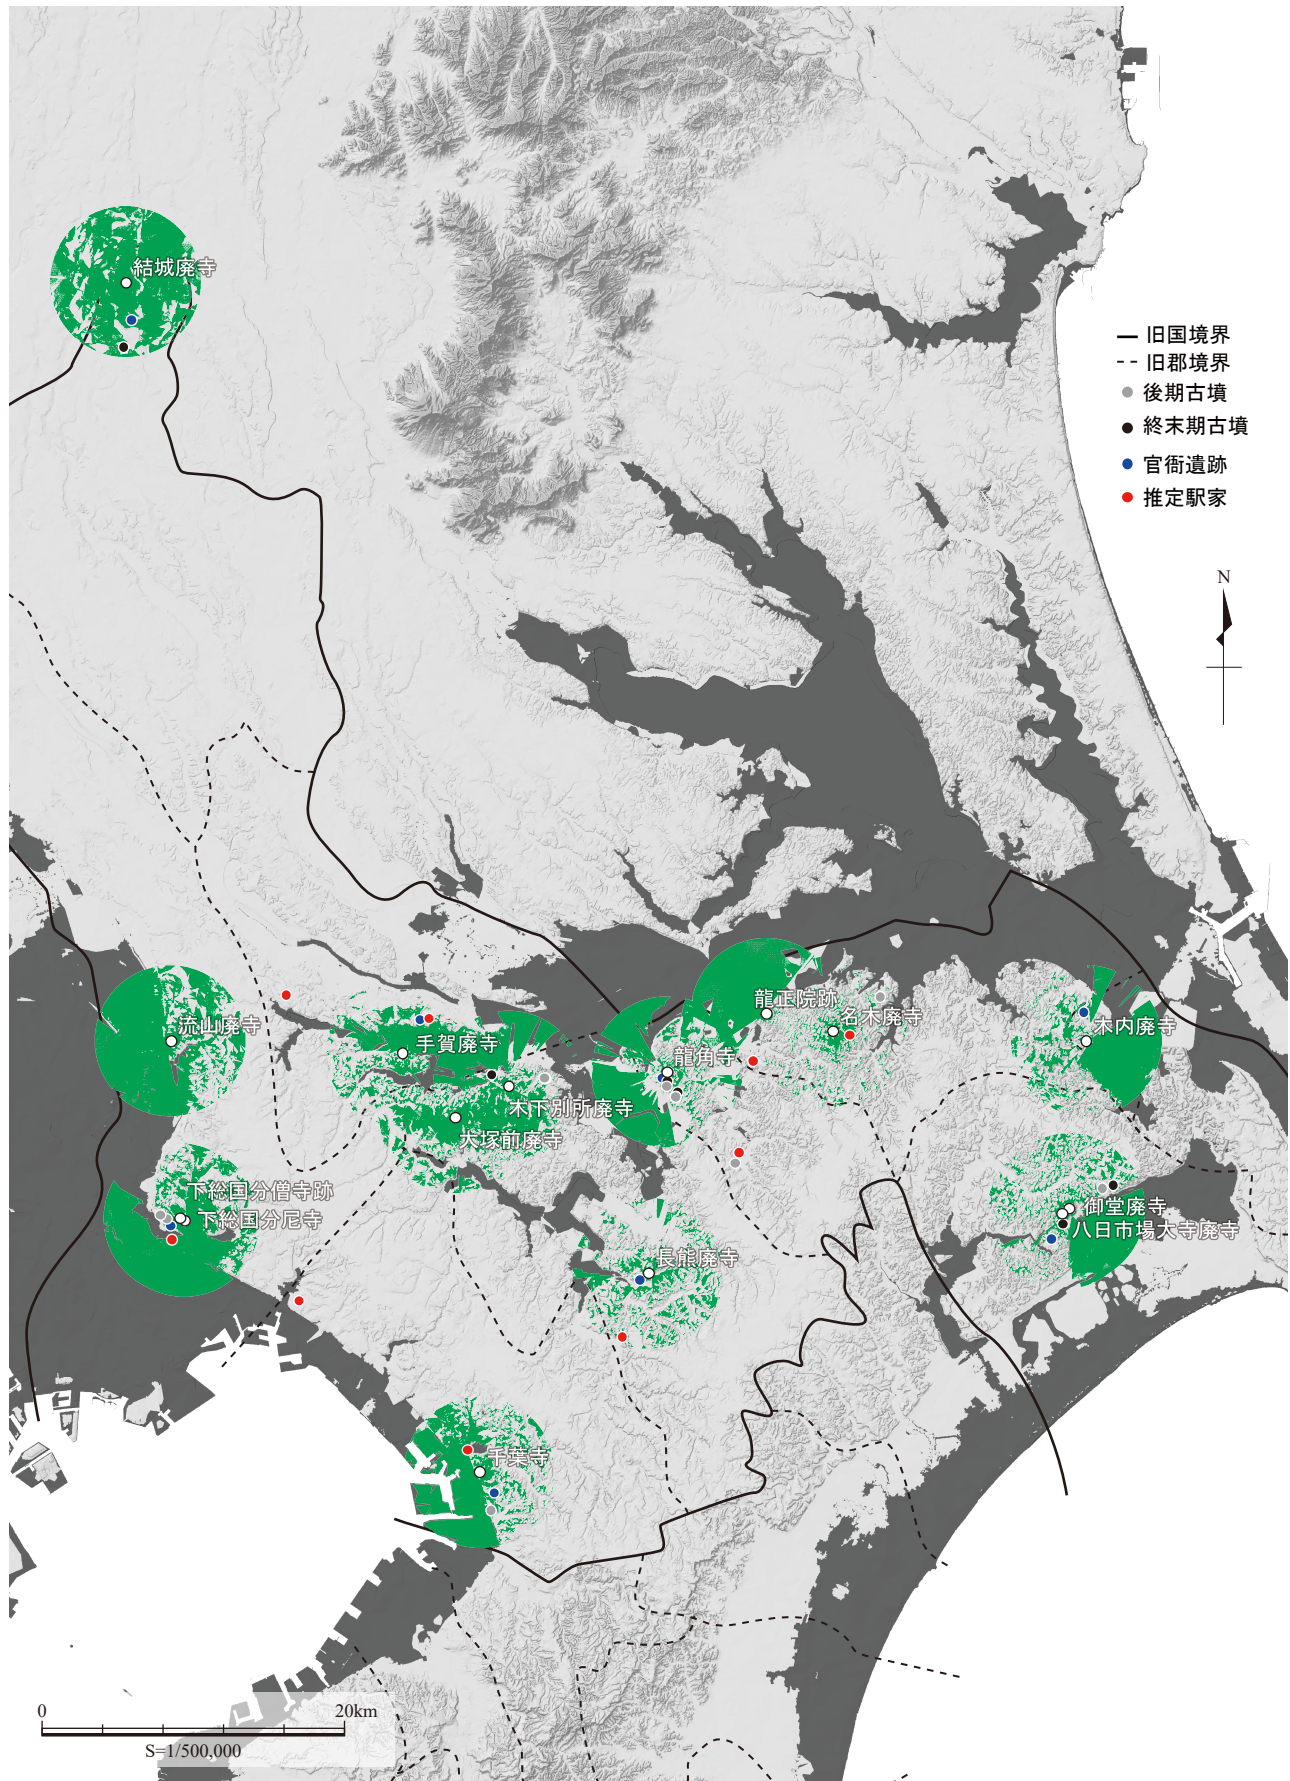 結城廃寺
旧国境界
旧郡境界
後期古墳
終末期古墳
官衙遺跡
推定駅家
N
流山廃寺
手賀廃寺
木下別所廃寺
大塚前廃寺
龍角寺
龍正院跡
名木廃寺
木内廃寺
下総国分僧寺跡
下総国分尼寺
長熊廃寺
御堂廃寺
八日市場大寺廃寺
千葉寺
0 20km
S=1/500,000